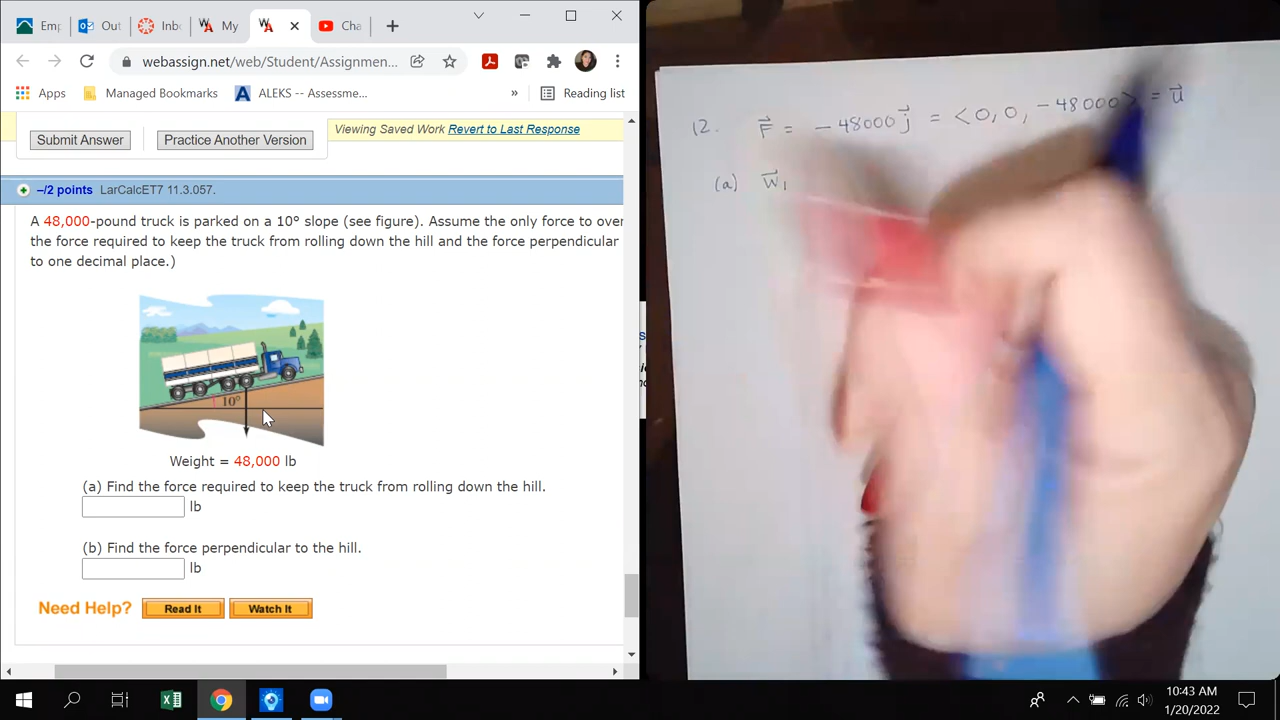 Emp
Out
Inbo
My
Cha
webassign.net/web/Student/Assignmen...
Apps
Managed Bookmarks
ALEKS -- Assessme...
»
Reading list
Submit Answer
Practice Another Version
Viewing Saved Work Revert to Last Response
–/2 points LarCalcET7 11.3.057.
A 48,000-pound truck is parked on a 10° slope (see figure). Assume the only force to over
the force required to keep the truck from rolling down the hill and the force perpendicular
to one decimal place.)
10°
Weight = 48,000 lb
(a) Find the force required to keep the truck from rolling down the hill.
lb
(b) Find the force perpendicular to the hill.
lb
Need Help? Read It Watch It
12. F⃗ = -48000 j⃗ = <0, 0, -48000> = u⃗
(a) w⃗₁
10:43 AM
1/20/2022